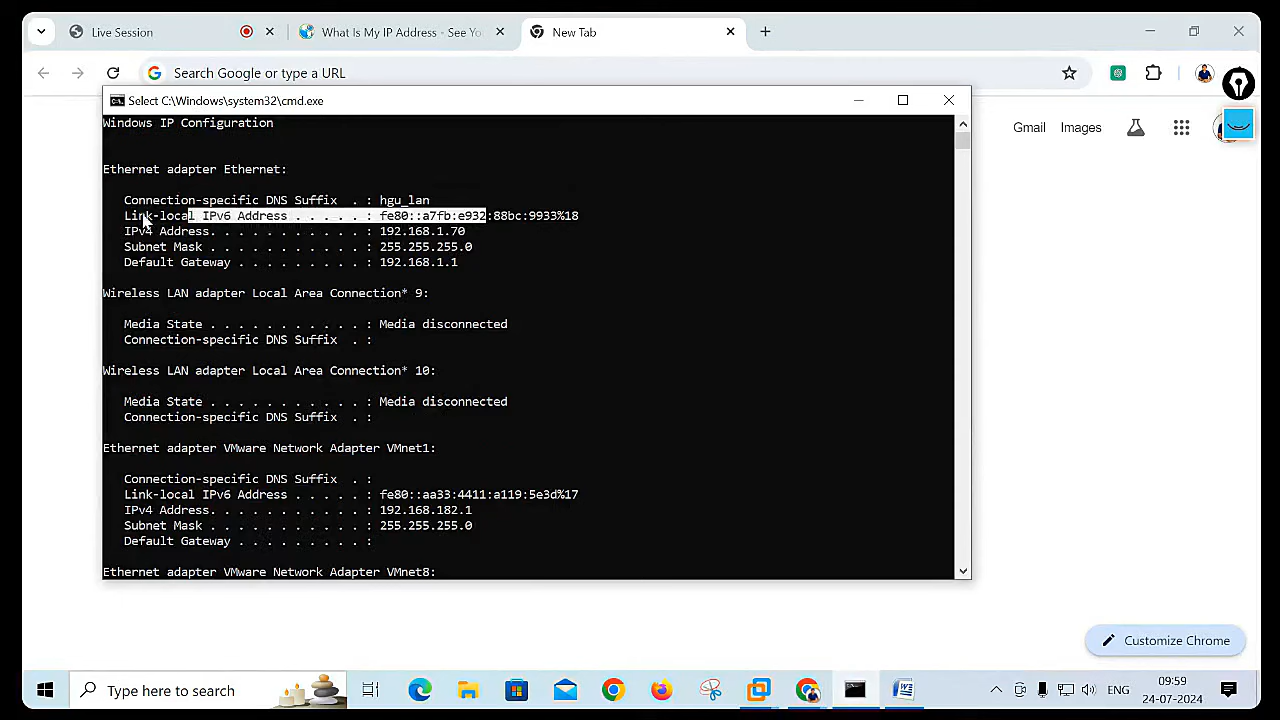 Live Session
What Is My IP Address - See Yo
New Tab
Search Google or type a URL
Select C:\Windows\system32\cmd.exe
Gmail Images
Windows IP Configuration
Ethernet adapter Ethernet:
Connection-specific DNS Suffix . : hgu_lan
Link-local IPv6 Address . . . . . : fe80::a7fb:e932:88bc:9933%18
IPv4 Address. . . . . . . . . . . : 192.168.1.70
Subnet Mask . . . . . . . . . . . : 255.255.255.0
Default Gateway . . . . . . . . . : 192.168.1.1
Wireless LAN adapter Local Area Connection* 9:
Media State . . . . . . . . . . . : Media disconnected
Connection-specific DNS Suffix . :
Wireless LAN adapter Local Area Connection* 10:
Media State . . . . . . . . . . . : Media disconnected
Connection-specific DNS Suffix . :
Ethernet adapter VMware Network Adapter VMnet1:
Connection-specific DNS Suffix . :
Link-local IPv6 Address . . . . . : fe80::aa33:4411:a119:5e3d%17
IPv4 Address. . . . . . . . . . . : 192.168.182.1
Subnet Mask . . . . . . . . . . . : 255.255.255.0
Default Gateway . . . . . . . . . :
Ethernet adapter VMware Network Adapter VMnet8:
Customize Chrome
Type here to search
ENG
09:59
24-07-2024